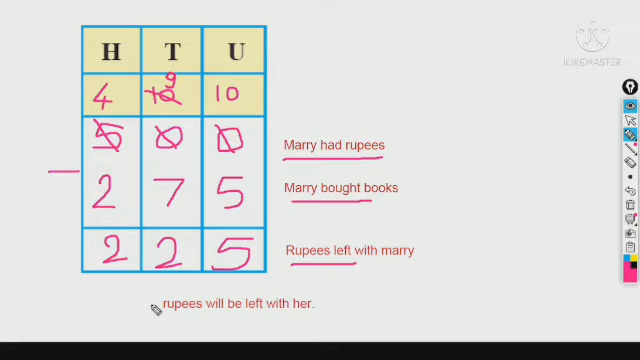 H T U
4 10 9 10
5 0 0 Marry had rupees
— 2 7 5 Marry bought books
2 2 5 Rupees left with marry
rupees will be left with her.
KINEMASTER